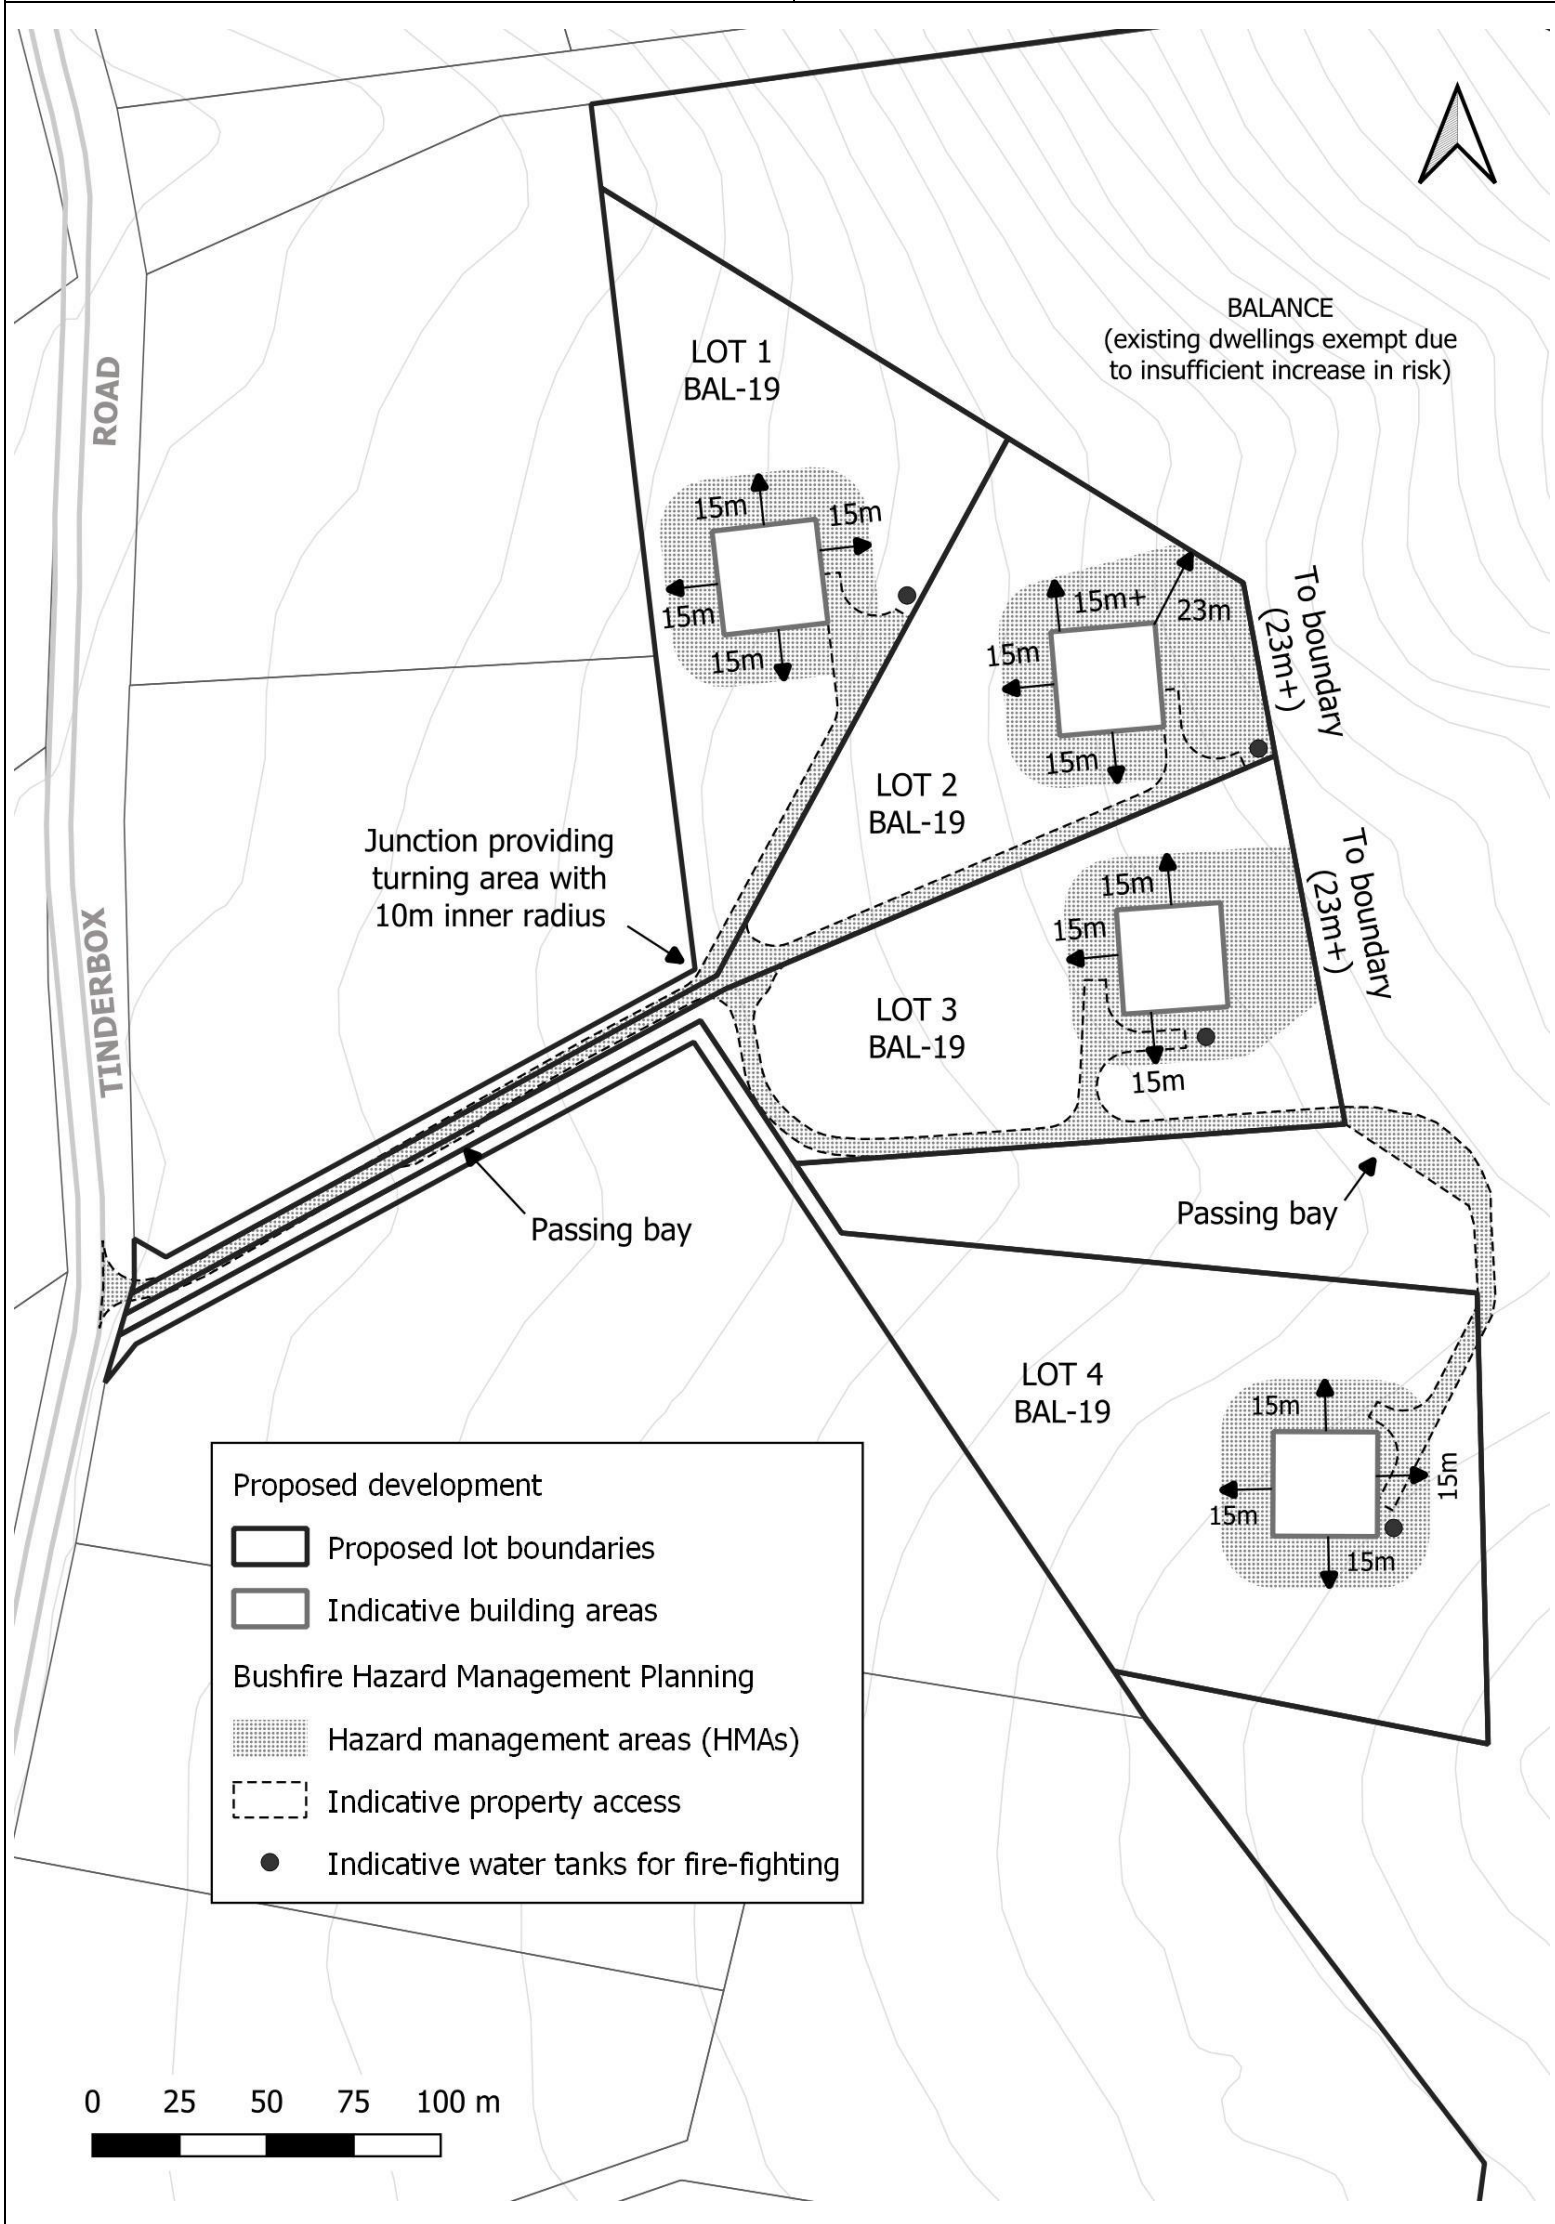 BALANCE
(existing dwellings exempt due
to insufficient increase in risk)
ROAD
LOT 1
BAL-19
15m
15m
15m
15m
15m+
23m
15m
15m
To boundary
(23m+)
LOT 2
BAL-19
Junction providing
turning area with
10m inner radius
To boundary
(23m+)
15m
15m
15m
LOT 3
BAL-19
TINDERBOX
Passing bay
Passing bay
LOT 4
BAL-19
15m
15m
15m
15m
Proposed development
Proposed lot boundaries
Indicative building areas
Bushfire Hazard Management Planning
Hazard management areas (HMAs)
Indicative property access
Indicative water tanks for fire-fighting
0 25 50 75 100 m